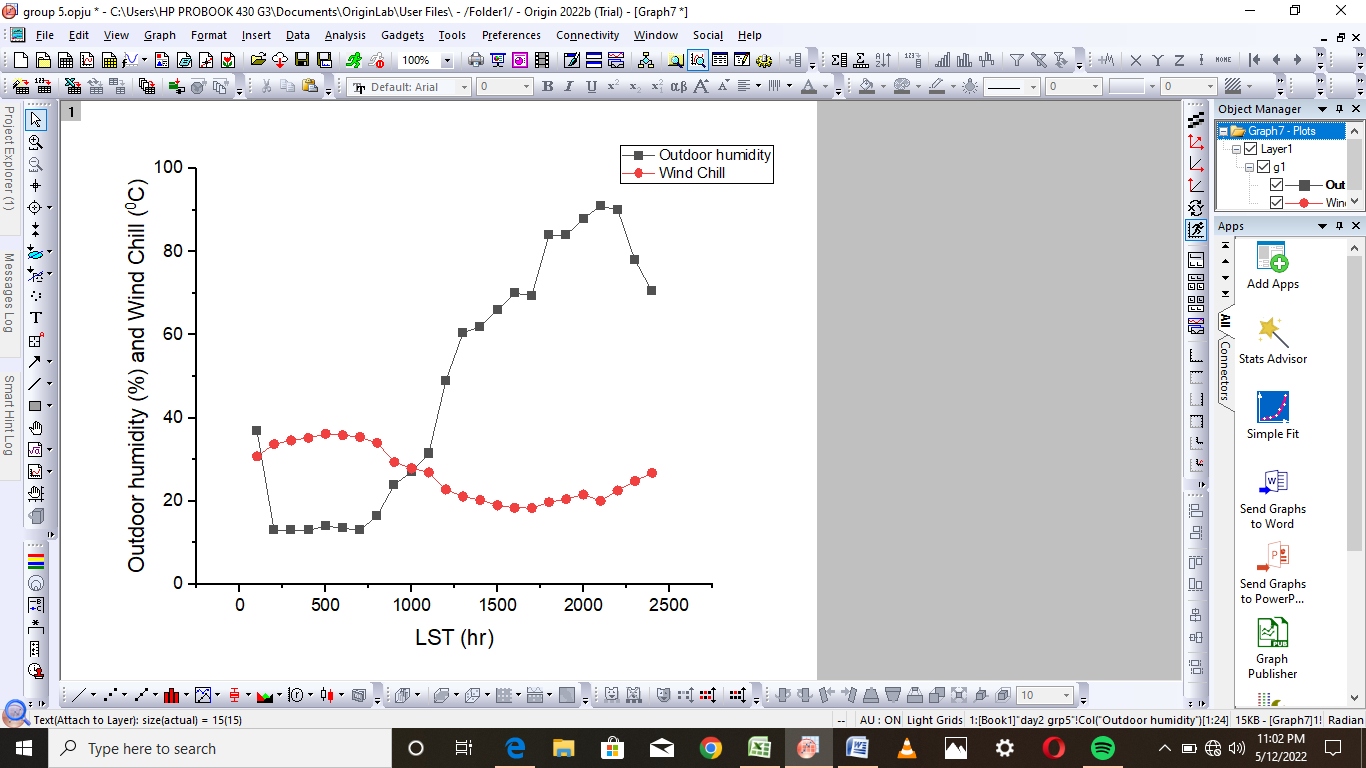 group 5.opju * - C:\Users\HP PROBOOK 430 G3\Documents\OriginLab\User Files\ - /Folder1/ - Origin 2022b (Trial) - [Graph7 *]
File Edit View Graph Format Insert Data Analysis Gadgets Tools Preferences Connectivity Window Social Help
100%
HOME
Default: Arial 0 B I U αβ A A 0 0
Project Explorer (1)
Messages Log
Smart Hint Log
1
Outdoor humidity
Wind Chill
100
80
60
40
20
0
Outdoor humidity (%) and Wind Chill (⁰C)
0 500 1000 1500 2000 2500
LST (hr)
Object Manager
Graph7 - Plots
Layer1
g1
Out
Win
Apps
All
Connectors
Add Apps
Stats Advisor
Simple Fit
Send Graphs
to Word
Send Graphs
to PowerP...
Graph
Publisher
10
Text(Attach to Layer): size(actual) = 15(15) -- AU : ON Light Grids 1:[Book1]"day2 grp5"!Col("Outdoor humidity")[1:24] 15KB - [Graph7]1! Radian
Type here to search
11:02 PM
5/12/2022